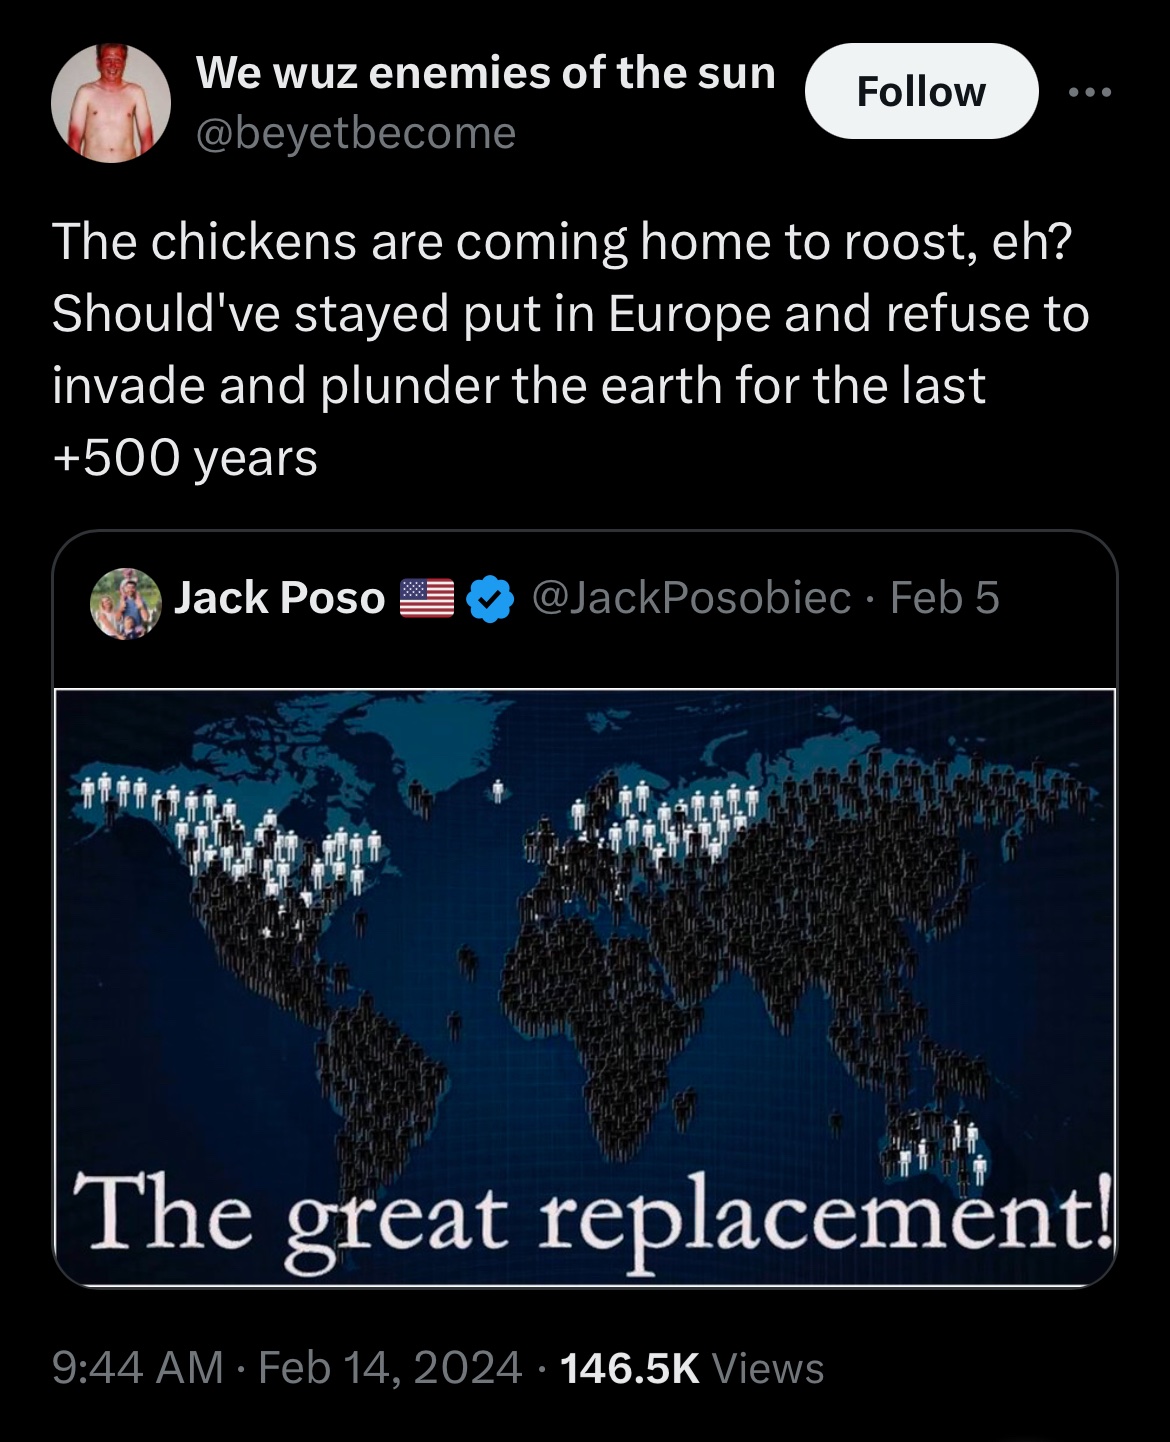 We wuz enemies of the sun
Follow
@beyetbecome
The chickens are coming home to roost, eh?
Should've stayed put in Europe and refuse to
invade and plunder the earth for the last
+500 years
Jack Poso 🇺🇸 @JackPosobiec · Feb 5
The great replacement!
9:44 AM · Feb 14, 2024 · 146.5K Views